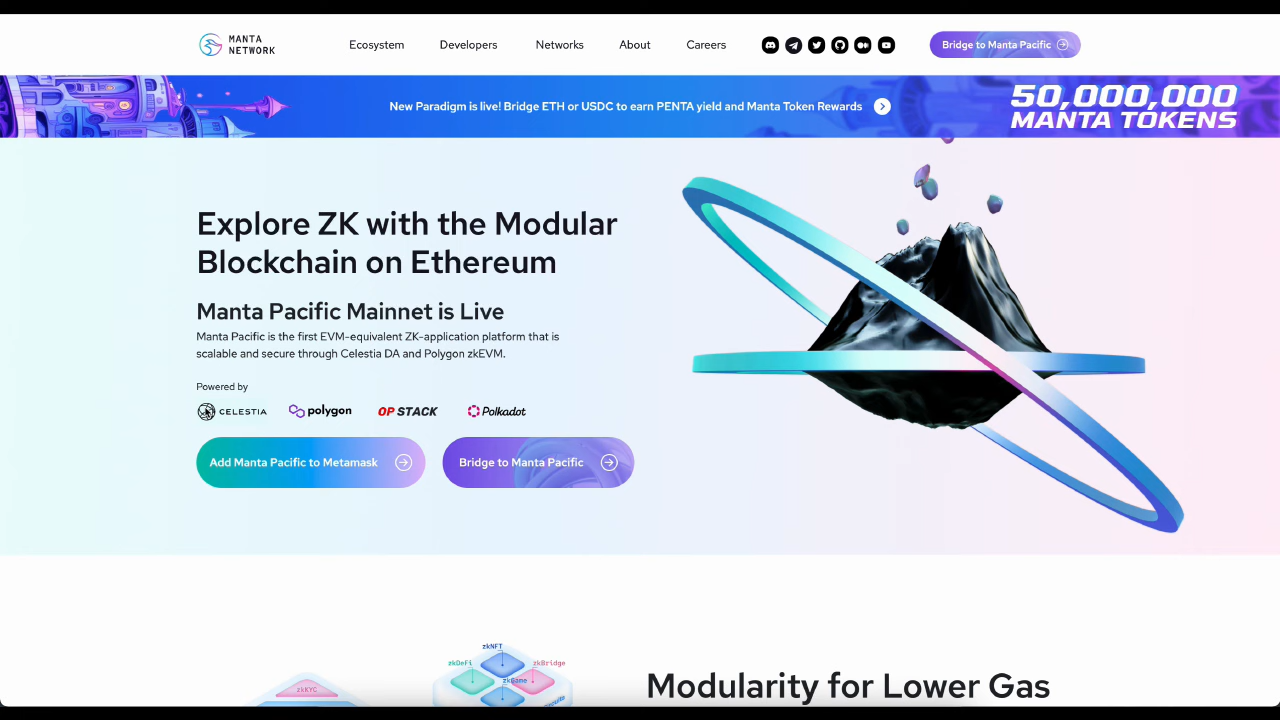 MANTA
NETWORK
Ecosystem
Developers
Networks
About
Careers
Bridge to Manta Pacific
New Paradigm is live! Bridge ETH or USDC to earn PENTA yield and Manta Token Rewards
50,000,000
MANTA TOKENS
Explore ZK with the Modular
Blockchain on Ethereum
Manta Pacific Mainnet is Live
Manta Pacific is the first EVM-equivalent ZK-application platform that is
scalable and secure through Celestia DA and Polygon zkEVM.
Powered by
CELESTIA
polygon
OP STACK
Polkadot
Add Manta Pacific to Metamask
Bridge to Manta Pacific
zkNFT
zkDeFi
zkBridge
zkGame
zkKYC
Modularity for Lower Gas